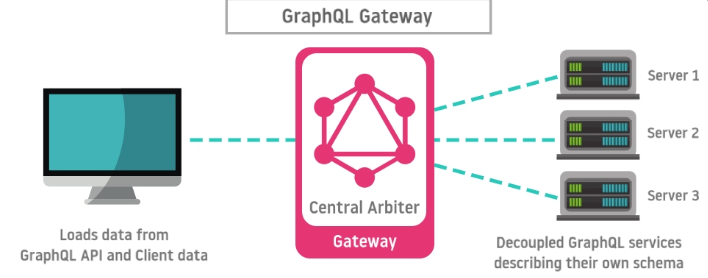 GraphQL Gateway
Server 1
Server 2
Server 3
Central Arbiter
Gateway
Loads data from
GraphQL API and Client data
Decoupled GraphQL services
describing their own schema